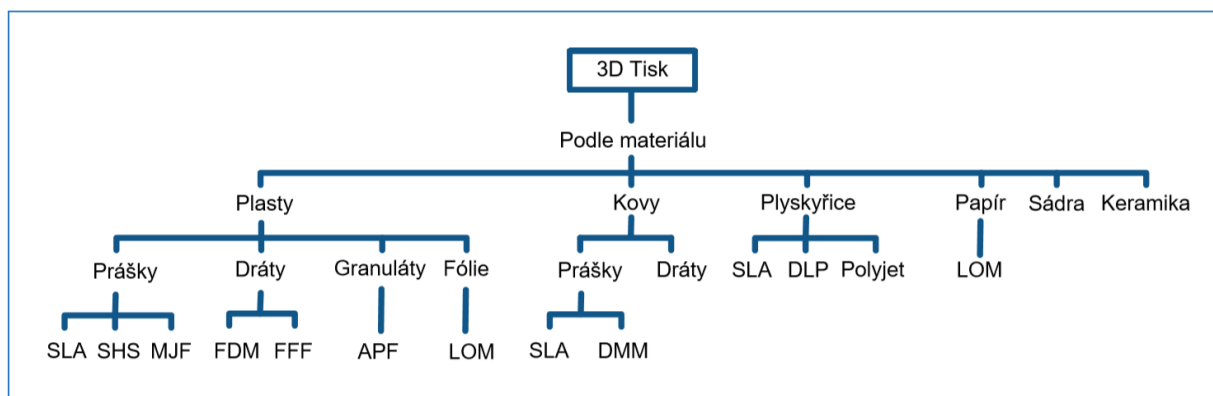 3D Tisk
Podle materiálu
Plasty Kovy Plyskyřice Papír Sádra Keramika
Prášky Dráty Granuláty Fólie Prášky Dráty SLA DLP Polyjet LOM
SLA SHS MJF FDM FFF APF LOM SLA DMM